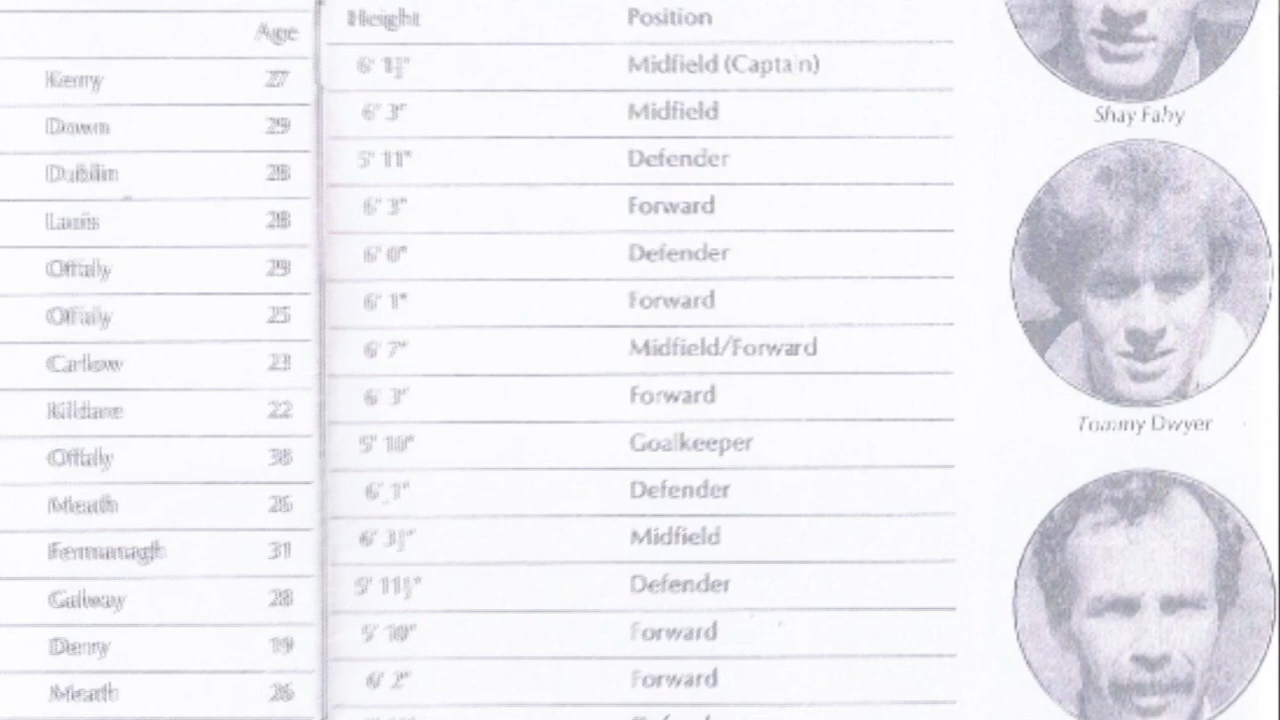 Age Height Position
Kerry 27 6' 1½" Midfield (Captain)
Down 29 6' 3" Midfield
Dublin 28 5' 11" Defender
Laois 28 6' 3" Forward
Offaly 29 6' 0" Defender
Offaly 25 6' 1" Forward
Carlow 23 6' 7" Midfield/Forward
Kildare 22 6' 3" Forward
Offaly 36 5' 10" Goalkeeper
Meath 26 6' 1" Defender
Fermanagh 31 6' 3½" Midfield
Galway 28 5' 11½" Defender
Derry 19 5' 10" Forward
Meath 26 6' 2" Forward
Shay Fahy
Tommy Dwyer